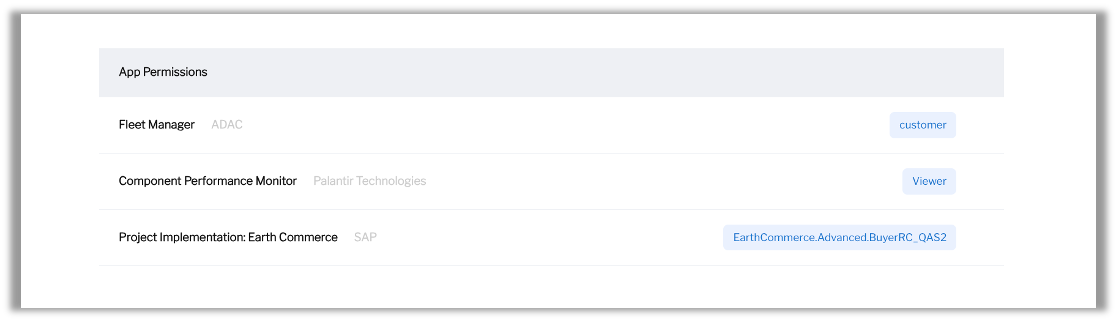 App Permissions
Fleet Manager ADAC customer
Component Performance Monitor Palantir Technologies Viewer
Project Implementation: Earth Commerce SAP EarthCommerce.Advanced.BuyerRC_QAS2